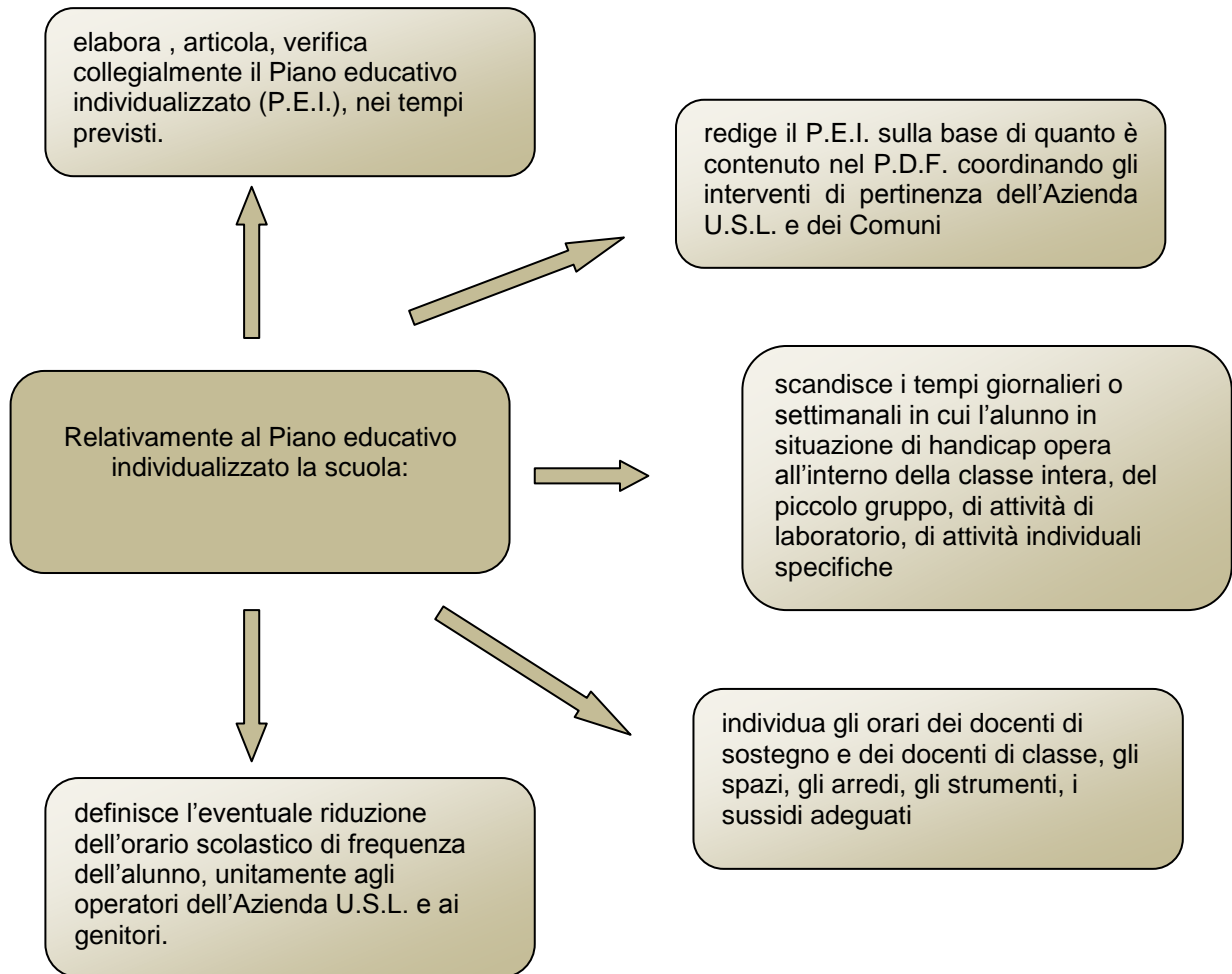 elabora , articola, verifica
collegialmente il Piano educativo
individualizzato (P.E.I.), nei tempi
previsti.
redige il P.E.I. sulla base di quanto è
contenuto nel P.D.F. coordinando gli
interventi di pertinenza dell’Azienda
U.S.L. e dei Comuni
Relativamente al Piano educativo
individualizzato la scuola:
scandisce i tempi giornalieri o
settimanali in cui l’alunno in
situazione di handicap opera
all’interno della classe intera, del
piccolo gruppo, di attività di
laboratorio, di attività individuali
specifiche
individua gli orari dei docenti di
sostegno e dei docenti di classe, gli
spazi, gli arredi, gli strumenti, i
sussidi adeguati
definisce l’eventuale riduzione
dell’orario scolastico di frequenza
dell’alunno, unitamente agli
operatori dell’Azienda U.S.L. e ai
genitori.